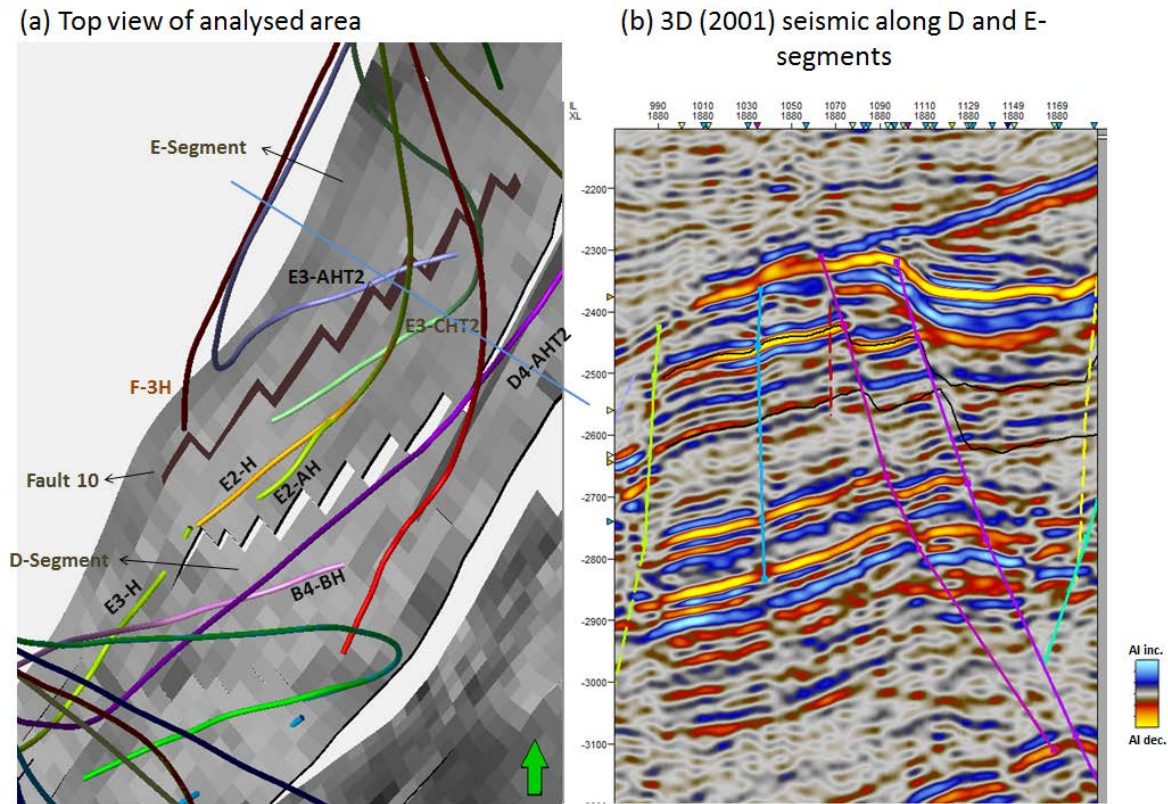 (a) Top view of analysed area
(b) 3D (2001) seismic along D and E-
segments
E-Segment
E3-AHT2
E3-CHT2
D4-AHT2
F-3H
Fault 10
E2-H
E2-AH
D-Segment
E3-H
B4-BH
990 1010 1030 1050 1070 1090 1110 1129 1149 1169 IL
1880 1880 1880 1880 1880 1880 1880 1880 1880 1880 XL
-2200
-2300
-2400
-2500
-2600
-2700
-2800
-2900
-3000
-3100
AI inc.
AI dec.